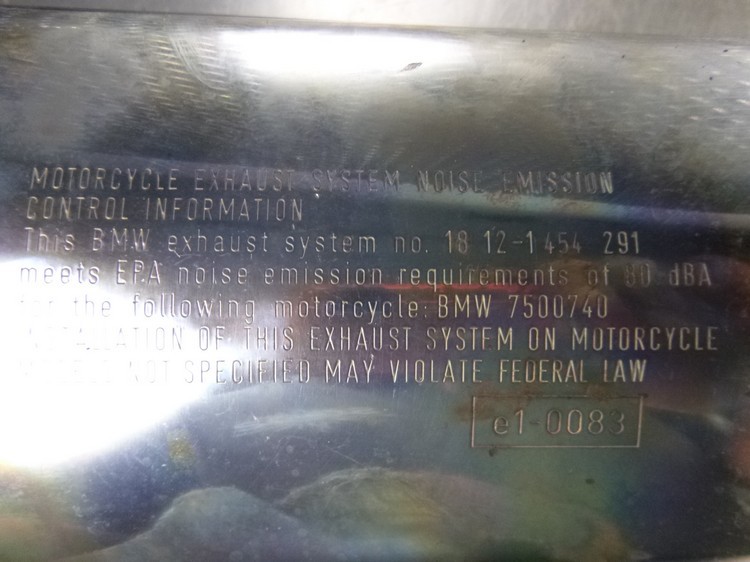 MOTORCYCLE EXHAUST SYSTEM NOISE EMISSION
CONTROL INFORMATION
This BMW exhaust system no. 18 12-1 454 291
meets EPA noise emission requirements of 80 dBA
for the following motorcycle: BMW 7500740
INSTALLATION OF THIS EXHAUST SYSTEM ON MOTORCYCLE
NOT SPECIFIED MAY VIOLATE FEDERAL LAW
e1-0083